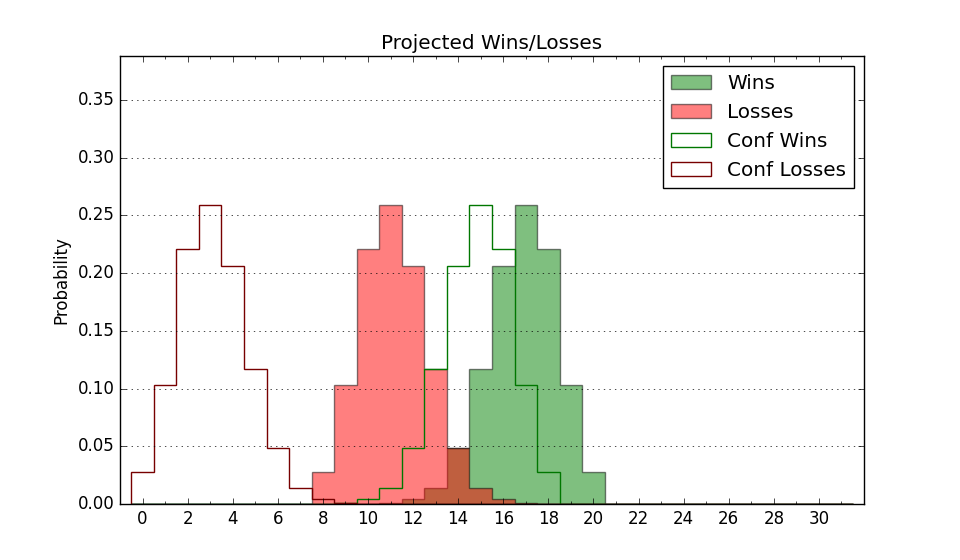 Projected Wins/Losses
Wins
Losses
Conf Wins
Conf Losses
Probability
0.35
0.30
0.25
0.20
0.15
0.10
0.05
0.00
0 2 4 6 8 10 12 14 16 18 20 22 24 26 28 30